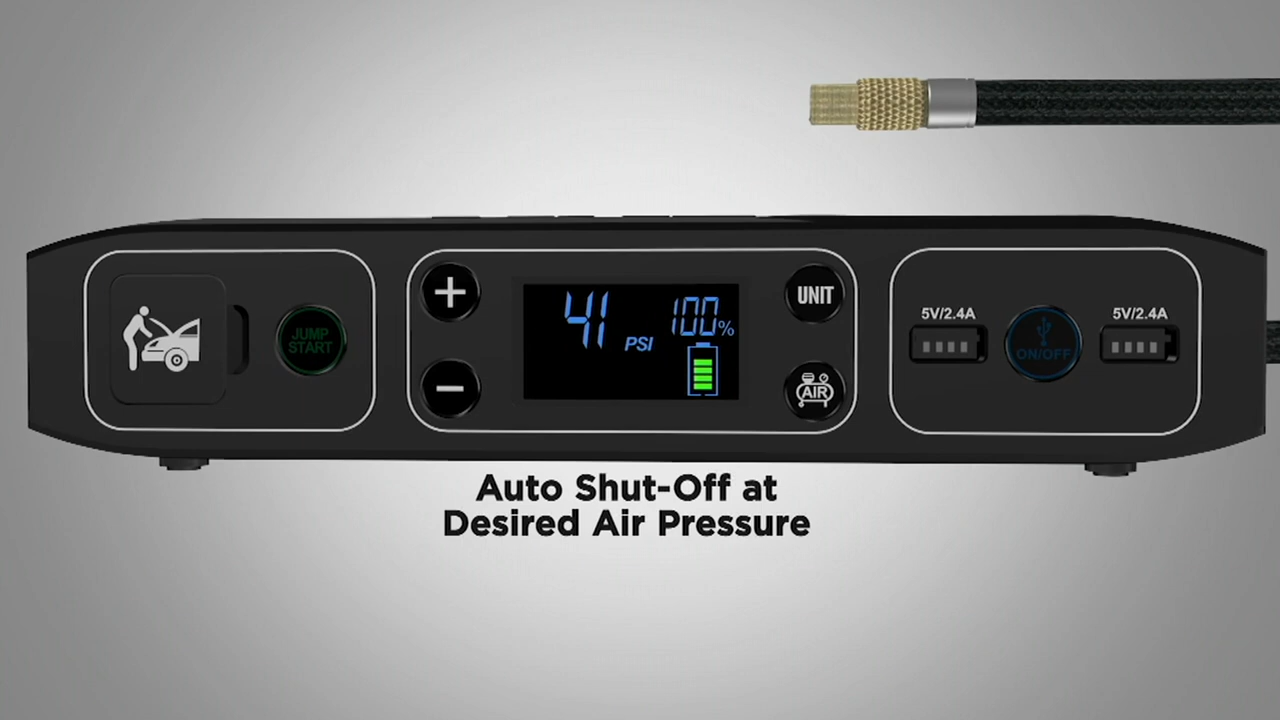 +
−
41 PSI
100%
UNIT
AIR
JUMP
START
5V/2.4A
ON/OFF
5V/2.4A
Auto Shut-Off at
Desired Air Pressure